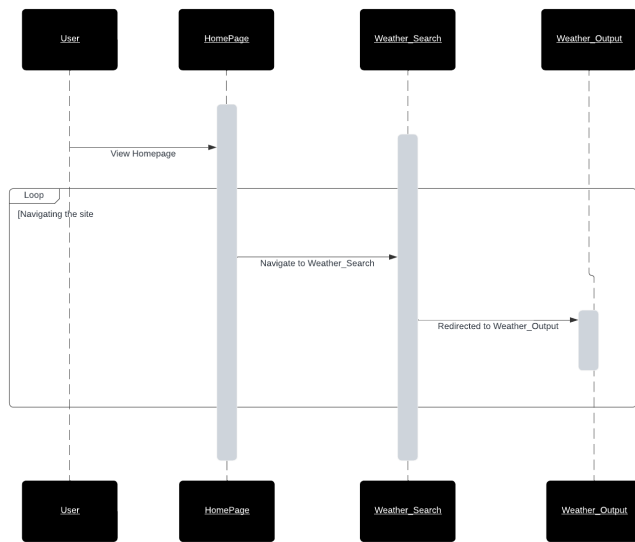 User
HomePage
Weather_Search
Weather_Output
View Homepage
Loop
[Navigating the site
Navigate to Weather_Search
Redirected to Weather_Output
User
HomePage
Weather_Search
Weather_Output